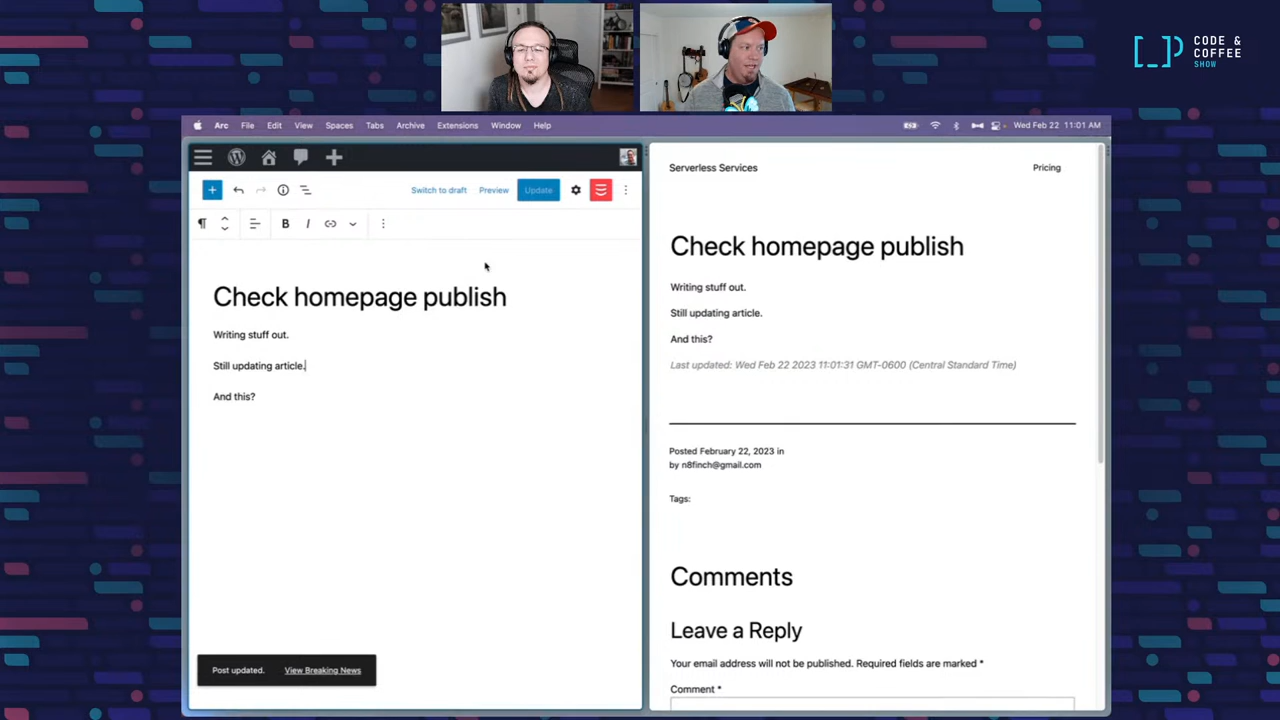 CODE &
COFFEE
SHOW
Arc File Edit View Spaces Tabs Archive Extensions Window Help
Wed Feb 22 11:01 AM
Switch to draft Preview Update
B I
Check homepage publish
Writing stuff out.
Still updating article.
And this?
Post updated. View Breaking News
Serverless Services
Pricing
Check homepage publish
Writing stuff out.
Still updating article.
And this?
Last updated: Wed Feb 22 2023 11:01:31 GMT-0600 (Central Standard Time)
Posted February 22, 2023 in
by n8finch@gmail.com
Tags:
Comments
Leave a Reply
Your email address will not be published. Required fields are marked *
Comment *